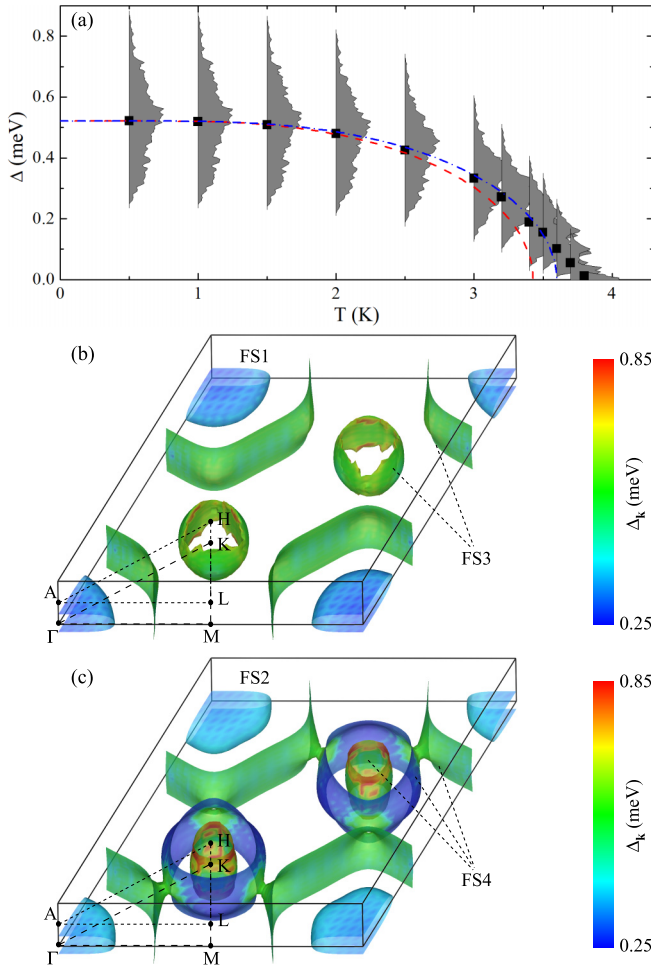 (a)
0.8
0.6
0.4
0.2
0.0
Δ (meV)
0 1 2 3 4
T (K)
(b)
FS1
H
K
A
L
Γ
M
FS3
0.85
Δk (meV)
0.25
(c)
FS2
H
K
A
L
Γ
M
FS4
0.85
Δk (meV)
0.25